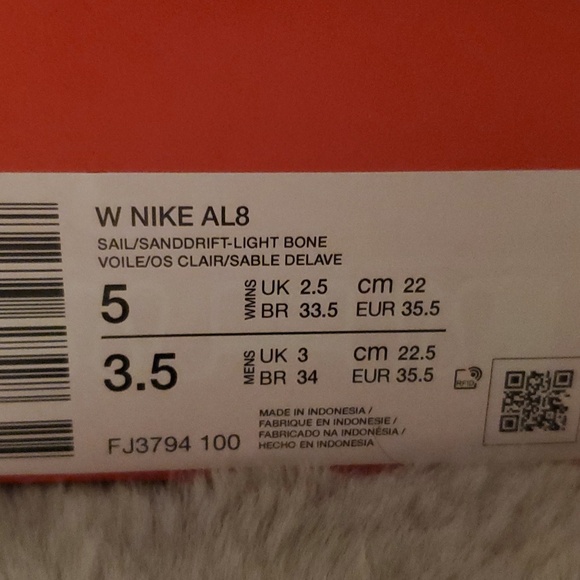 W NIKE AL8
SAIL/SANDDRIFT-LIGHT BONE
VOILE/OS CLAIR/SABLE DELAVE
5 WMNS UK 2.5 cm 22
BR 33.5 EUR 35.5
3.5 MENS UK 3 cm 22.5
BR 34 EUR 35.5
RFID
MADE IN INDONESIA /
FABRIQUE EN INDONESIE /
FABRICADO NA INDONÉSIA /
HECHO EN INDONESIA
FJ3794 100